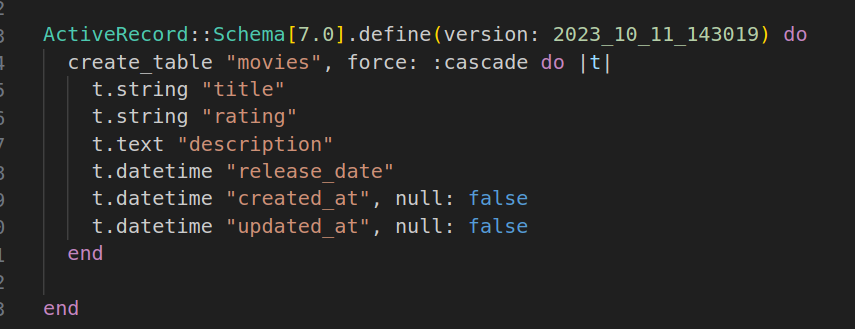 2
3 ActiveRecord::Schema[7.0].define(version: 2023_10_11_143019) do
4 create_table "movies", force: :cascade do |t|
5 t.string "title"
6 t.string "rating"
7 t.text "description"
8 t.datetime "release_date"
9 t.datetime "created_at", null: false
0 t.datetime "updated_at", null: false
1 end
2
3 end